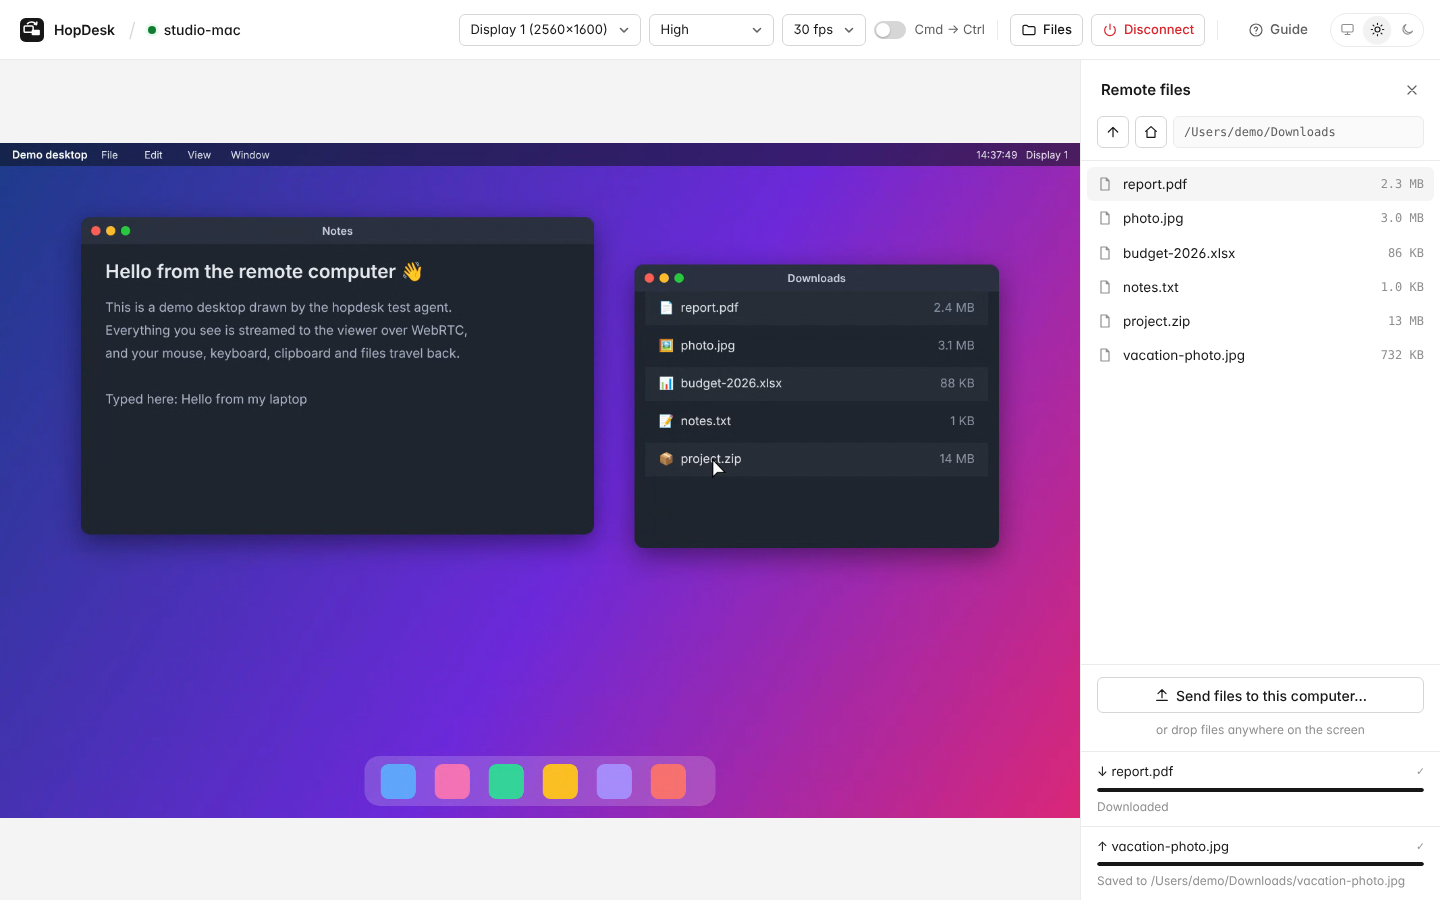 HopDesk / studio-mac
Display 1 (2560×1600)
High
30 fps
Cmd → Ctrl
Files
Disconnect
Guide
Demo desktop File Edit View Window
14:37:49 Display 1
Notes
Hello from the remote computer 👋
This is a demo desktop drawn by the hopdesk test agent.
Everything you see is streamed to the viewer over WebRTC,
and your mouse, keyboard, clipboard and files travel back.
Typed here: Hello from my laptop
Downloads
report.pdf 2.4 MB
photo.jpg 3.1 MB
budget-2026.xlsx 88 KB
notes.txt 1 KB
project.zip 14 MB
Remote files
/Users/demo/Downloads
report.pdf 2.3 MB
photo.jpg 3.0 MB
budget-2026.xlsx 86 KB
notes.txt 1.0 KB
project.zip 13 MB
vacation-photo.jpg 732 KB
Send files to this computer...
or drop files anywhere on the screen
↓ report.pdf ✓
Downloaded
↑ vacation-photo.jpg ✓
Saved to /Users/demo/Downloads/vacation-photo.jpg